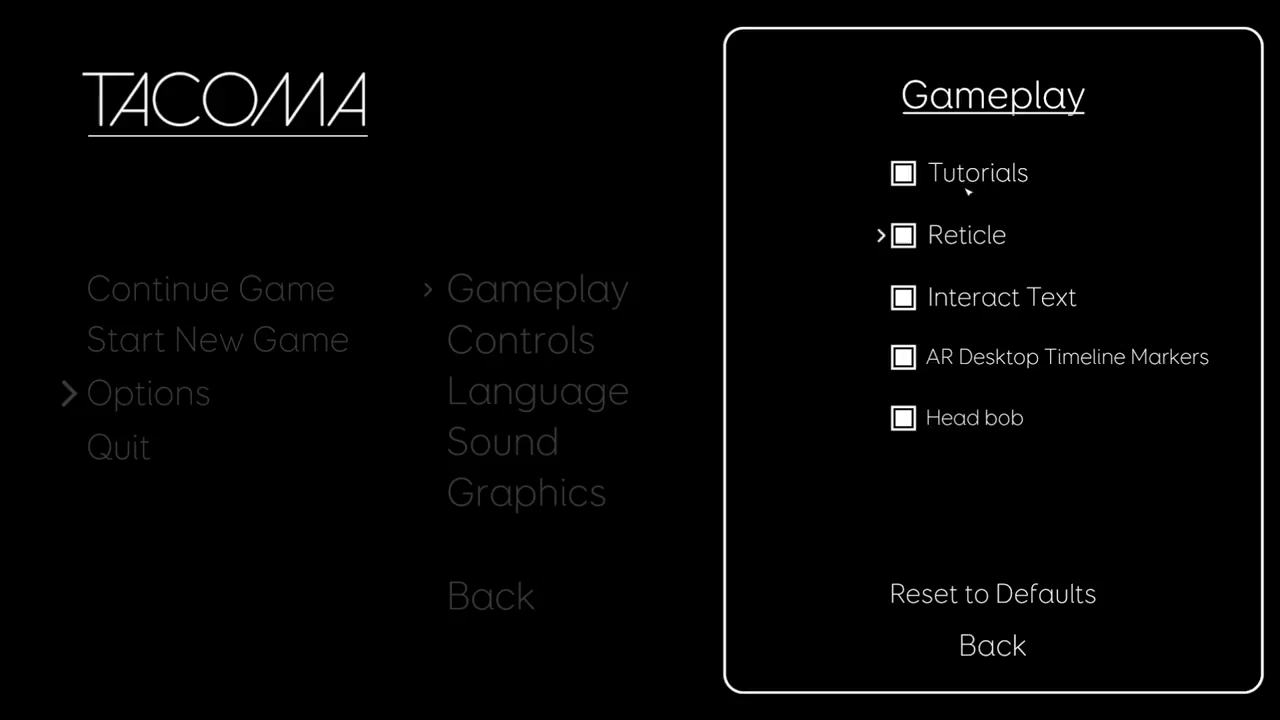 TACOMA
Continue Game
Start New Game
Options
Quit
Gameplay
Controls
Language
Sound
Graphics
Back
Gameplay
Tutorials
Reticle
Interact Text
AR Desktop Timeline Markers
Head bob
Reset to Defaults
Back